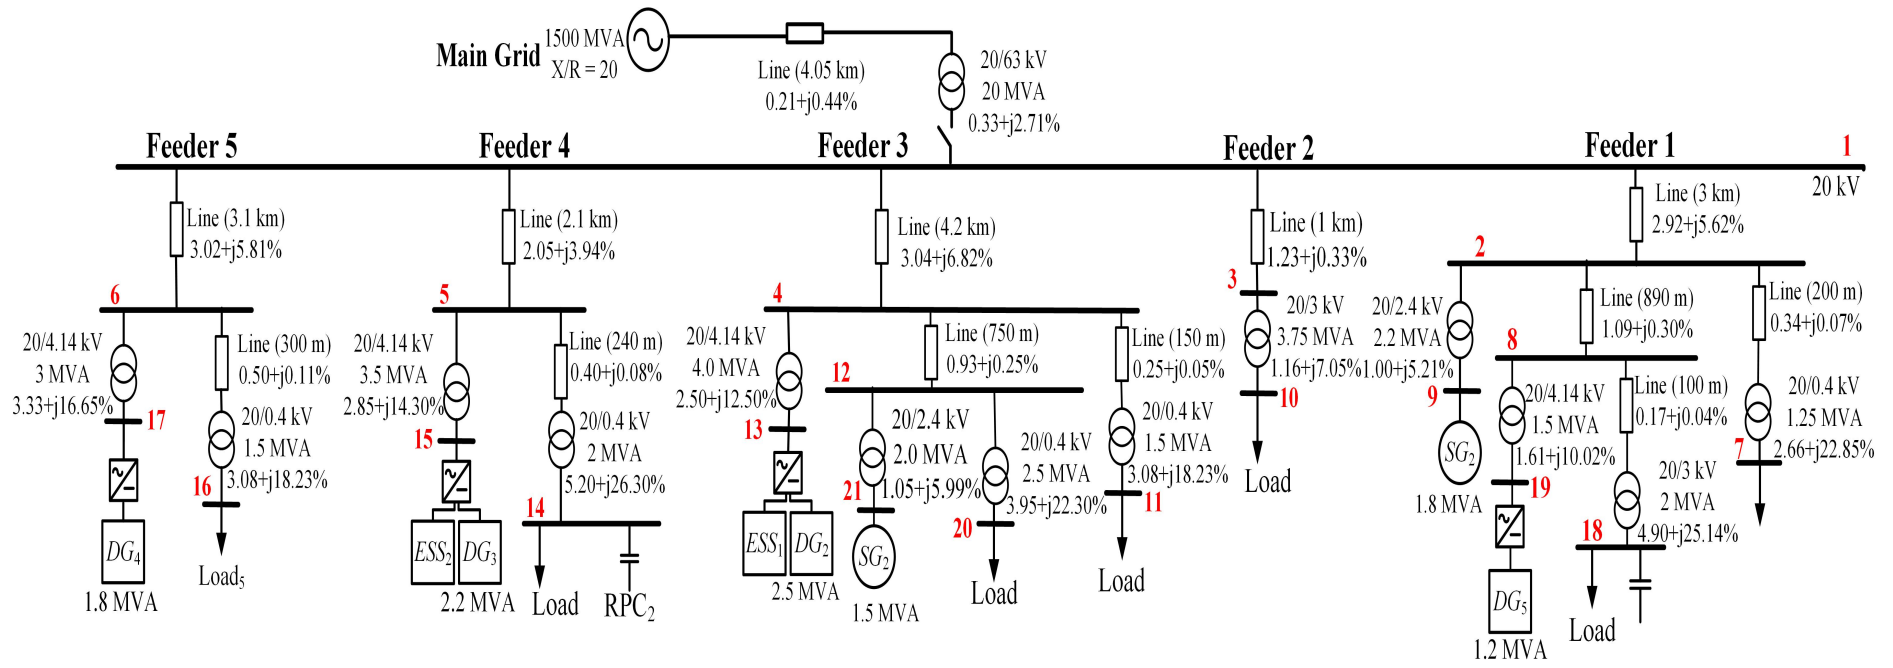 Main Grid
1500 MVA
X/R = 20
Line (4.05 km)
0.21+j0.44%
20/63 kV
20 MVA
0.33+j2.71%
Feeder 5
Feeder 4
Feeder 3
Feeder 2
Feeder 1
1
20 kV
Line (3.1 km)
3.02+j5.81%
6
20/4.14 kV
3 MVA
3.33+j16.65%
17
DG4
1.8 MVA
Line (300 m)
0.50+j0.11%
20/0.4 kV
1.5 MVA
3.08+j18.23%
16
Load5
Line (2.1 km)
2.05+j3.94%
5
20/4.14 kV
3.5 MVA
2.85+j14.30%
15
ESS2
DG3
2.2 MVA
Line (240 m)
0.40+j0.08%
20/0.4 kV
2 MVA
5.20+j26.30%
14
Load
RPC2
Line (4.2 km)
3.04+j6.82%
4
20/4.14 kV
4.0 MVA
2.50+j12.50%
13
ESS1
DG2
2.5 MVA
Line (750 m)
0.93+j0.25%
12
20/2.4 kV
2.0 MVA
1.05+j5.99%
21
SG2
1.5 MVA
20/0.4 kV
2.5 MVA
3.95+j22.30%
20
Load
Line (150 m)
0.25+j0.05%
20/0.4 kV
1.5 MVA
3.08+j18.23%
11
Load
Line (1 km)
1.23+j0.33%
3
20/3 kV
3.75 MVA
1.16+j7.05%
10
Load
Line (3 km)
2.92+j5.62%
2
20/2.4 kV
2.2 MVA
1.00+j5.21%
9
SG2
1.8 MVA
Line (890 m)
1.09+j0.30%
8
20/4.14 kV
1.5 MVA
1.61+j10.02%
19
DG5
1.2 MVA
Line (100 m)
0.17+j0.04%
20/3 kV
2 MVA
4.90+j25.14%
18
Load
Line (200 m)
0.34+j0.07%
20/0.4 kV
1.25 MVA
2.66+j22.85%
7